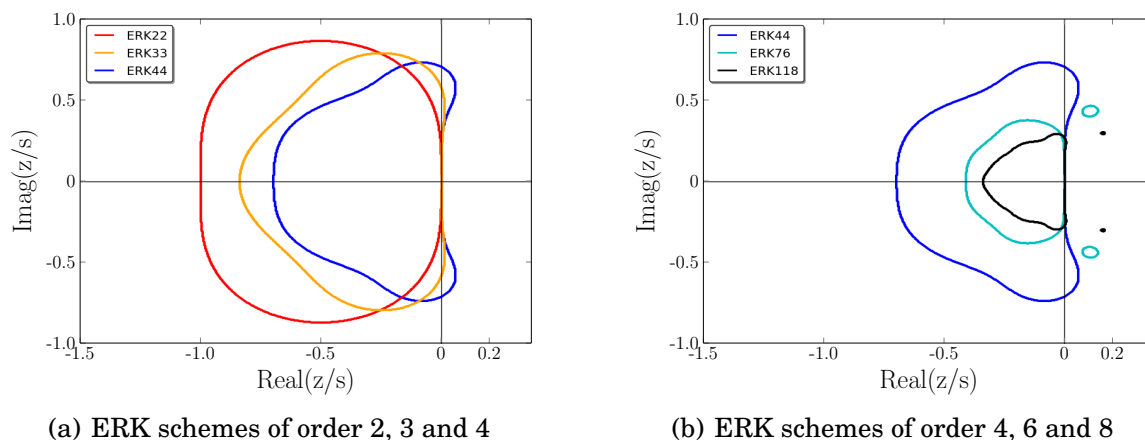 1.0
0.5
0
-0.5
-1.0
-1.5
-1.0
-0.5
0
0.2
Imag(z/s)
Real(z/s)
ERK22
ERK33
ERK44
(a) ERK schemes of order 2, 3 and 4
1.0
0.5
0
-0.5
-1.0
-1.5
-1.0
-0.5
0
0.2
Imag(z/s)
Real(z/s)
ERK44
ERK76
ERK118
(b) ERK schemes of order 4, 6 and 8